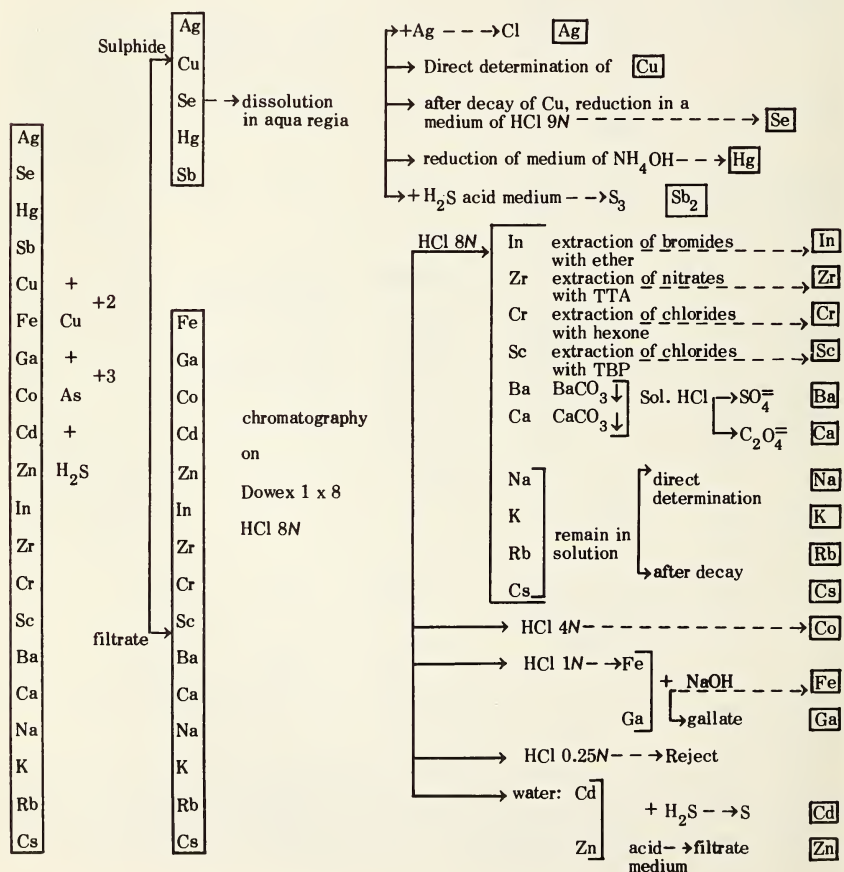 Ag
Se
Hg
Sb
Cu +
+2
Fe Cu
Ga +
+3
Co As
Cd +
Zn H₂S
In
Zr
Cr
Sc
Ba
Ca
Na
K
Rb
Cs
Sulphide
filtrate
Ag
Cu
Se
Hg
Sb
dissolution
in aqua regia
+Ag Cl Ag
Direct determination of Cu
after decay of Cu, reduction in a
medium of HCl 9N Se
reduction of medium of NH₄OH Hg
+ H₂S acid medium S₃ Sb₂
Fe
Ga
Co
Cd
Zn
In
Zr
Cr
Sc
Ba
Ca
Na
K
Rb
Cs
chromatography
on
Dowex 1 x 8
HCl 8N
HCl 8N
In extraction of bromides In
with ether
Zr extraction of nitrates Zr
with TTA
Cr extraction of chlorides Cr
with hexone
Sc extraction of chlorides Sc
with TBP
Ba BaCO₃↓ Sol. HCl SO₄⁼ Ba
Ca CaCO₃↓ C₂O₄⁼ Ca
Na direct Na
determination
K K
remain in
solution
Rb Rb
after decay
Cs Cs
HCl 4N Co
HCl 1N Fe + NaOH Fe
Ga gallate Ga
HCl 0.25N Reject
water: Cd
+ H₂S S Cd
Zn acid filtrate Zn
medium